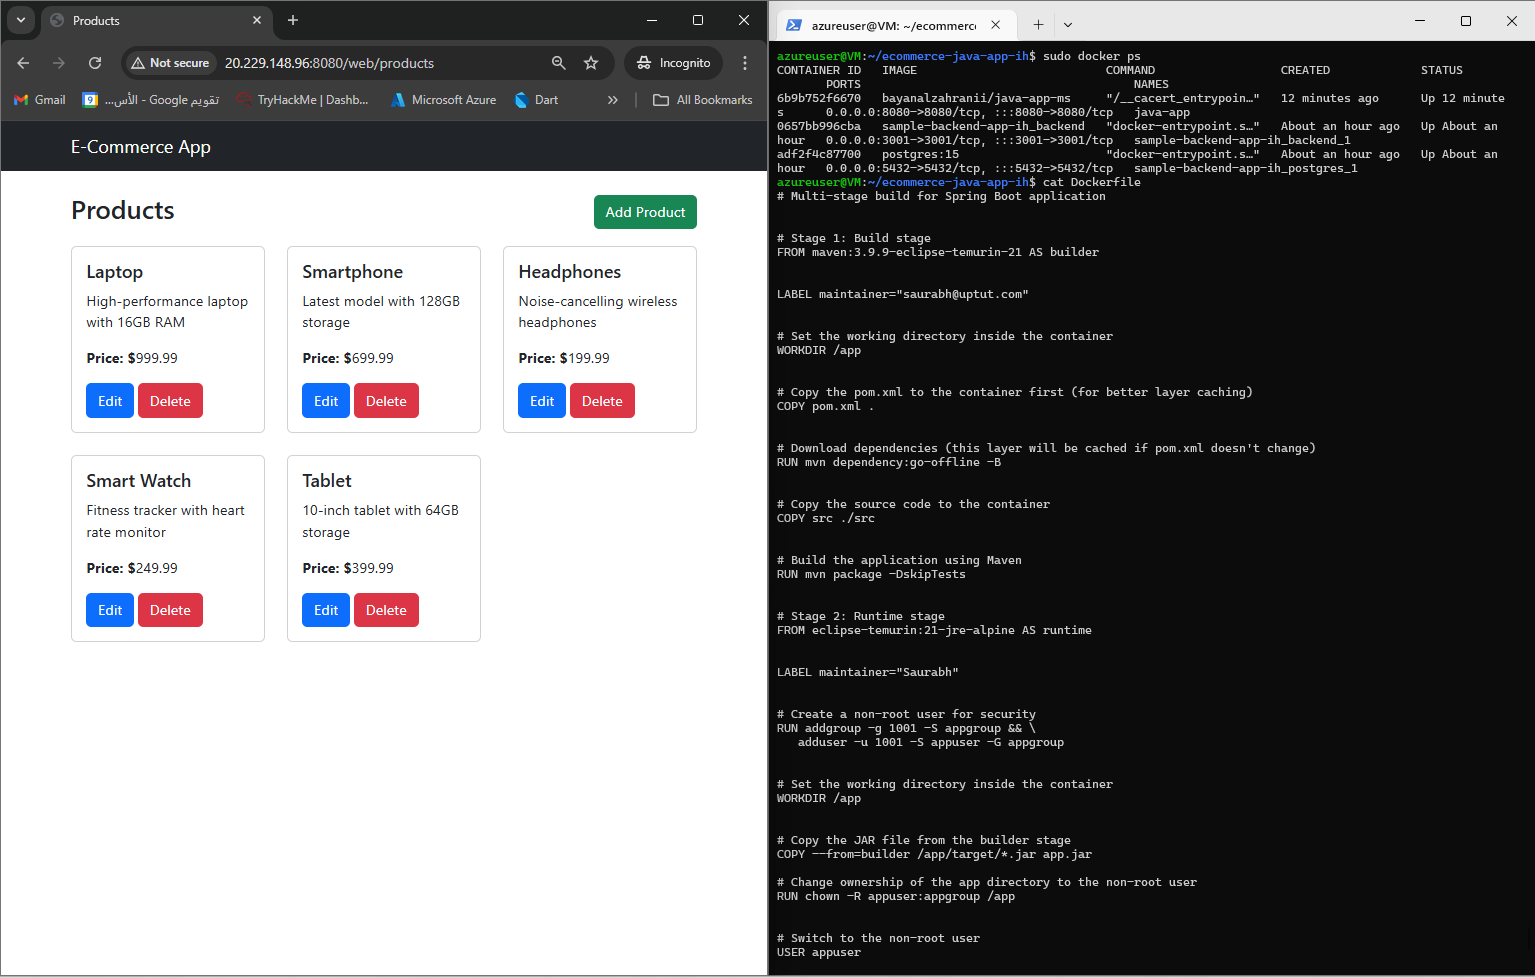 Products
Not secure
20.229.148.96:8080/web/products
Incognito
Gmail
تقويم Google - الأس...
TryHackMe | Dashb...
Microsoft Azure
Dart
All Bookmarks
E-Commerce App
Products
Add Product
Laptop
High-performance laptop
with 16GB RAM
Price: $999.99
Edit Delete
Smartphone
Latest model with 128GB
storage
Price: $699.99
Edit Delete
Headphones
Noise-cancelling wireless
headphones
Price: $199.99
Edit Delete
Smart Watch
Fitness tracker with heart
rate monitor
Price: $249.99
Edit Delete
Tablet
10-inch tablet with 64GB
storage
Price: $399.99
Edit Delete
azureuser@VM: ~/ecommerc
azureuser@VM:~/ecommerce-java-app-ih$ sudo docker ps
CONTAINER ID   IMAGE                           COMMAND                  CREATED             STATUS
       PORTS                                       NAMES
6b9b752f6670   bayanalzahranii/java-app-ms     "/__cacert_entrypoin…"   12 minutes ago      Up 12 minute
s      0.0.0.0:8080->8080/tcp, :::8080->8080/tcp   java-app
0657bb996cba   sample-backend-app-ih_backend   "docker-entrypoint.s…"   About an hour ago   Up About an
hour   0.0.0.0:3001->3001/tcp, :::3001->3001/tcp   sample-backend-app-ih_backend_1
adf2f4c87700   postgres:15                     "docker-entrypoint.s…"   About an hour ago   Up About an
hour   0.0.0.0:5432->5432/tcp, :::5432->5432/tcp   sample-backend-app-ih_postgres_1
azureuser@VM:~/ecommerce-java-app-ih$ cat Dockerfile
# Multi-stage build for Spring Boot application
# Stage 1: Build stage
FROM maven:3.9.9-eclipse-temurin-21 AS builder
LABEL maintainer="saurabh@uptut.com"
# Set the working directory inside the container
WORKDIR /app
# Copy the pom.xml to the container first (for better layer caching)
COPY pom.xml .
# Download dependencies (this layer will be cached if pom.xml doesn't change)
RUN mvn dependency:go-offline -B
# Copy the source code to the container
COPY src ./src
# Build the application using Maven
RUN mvn package -DskipTests
# Stage 2: Runtime stage
FROM eclipse-temurin:21-jre-alpine AS runtime
LABEL maintainer="Saurabh"
# Create a non-root user for security
RUN addgroup -g 1001 -S appgroup && \
   adduser -u 1001 -S appuser -G appgroup
# Set the working directory inside the container
WORKDIR /app
# Copy the JAR file from the builder stage
COPY --from=builder /app/target/*.jar app.jar
# Change ownership of the app directory to the non-root user
RUN chown -R appuser:appgroup /app
# Switch to the non-root user
USER appuser